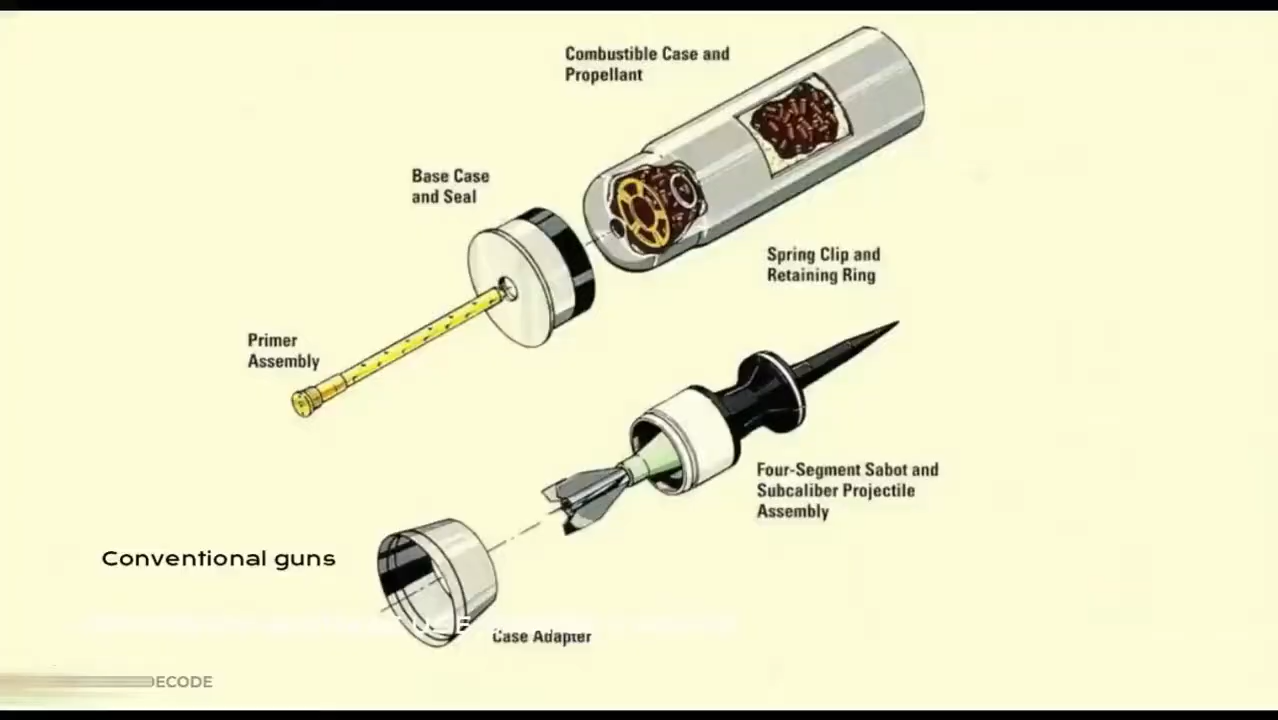 Combustible Case and
Propellant
Base Case
and Seal
Spring Clip and
Retaining Ring
Primer
Assembly
Four-Segment Sabot and
Subcaliber Projectile
Assembly
Conventional guns
Case Adapter
ECODE